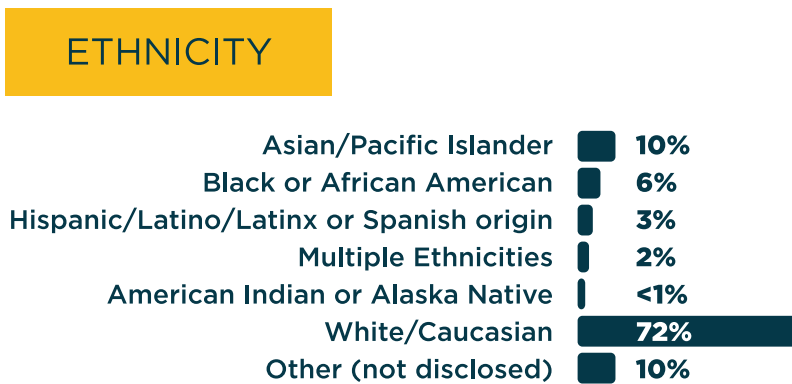 ETHNICITY
Asian/Pacific Islander 10%
Black or African American 6%
Hispanic/Latino/Latinx or Spanish origin 3%
Multiple Ethnicities 2%
American Indian or Alaska Native <1%
White/Caucasian 72%
Other (not disclosed) 10%